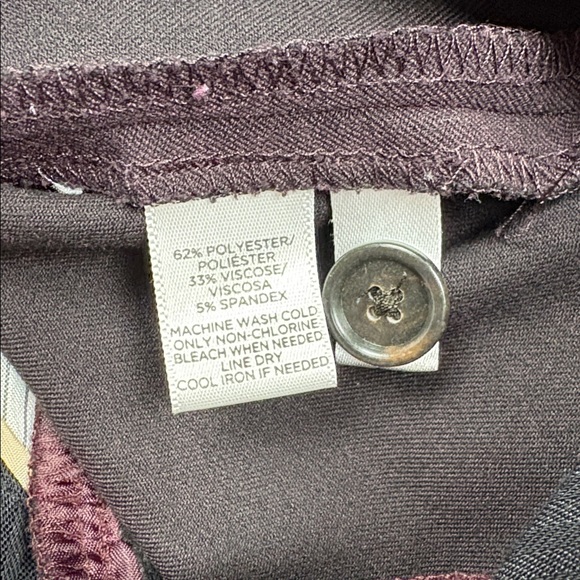 62% POLYESTER/
POLIÉSTER
33% VISCOSE/
VISCOSA
5% SPANDEX
MACHINE WASH COLD
ONLY NON-CHLORINE
BLEACH WHEN NEEDED
LINE DRY
COOL IRON IF NEEDED